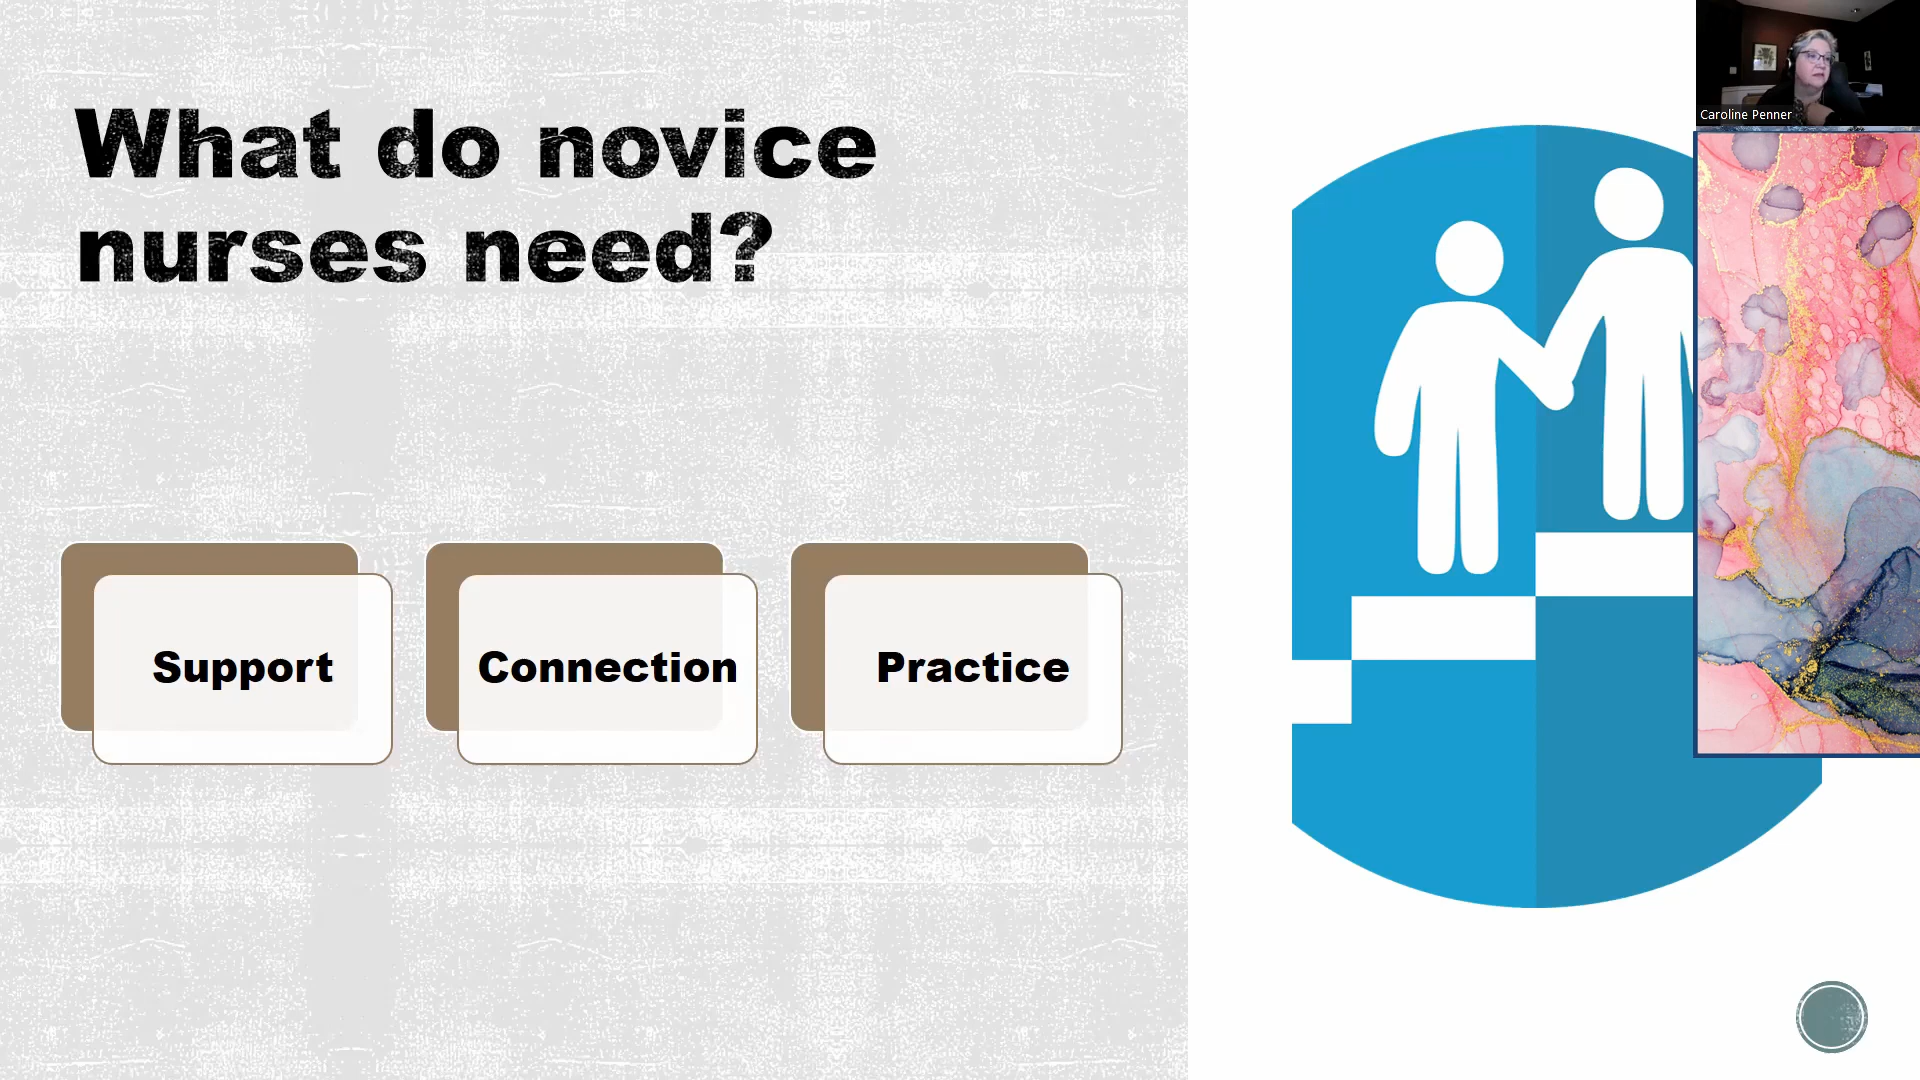 What do novice
nurses need?
Support
Connection
Practice
Caroline Penner